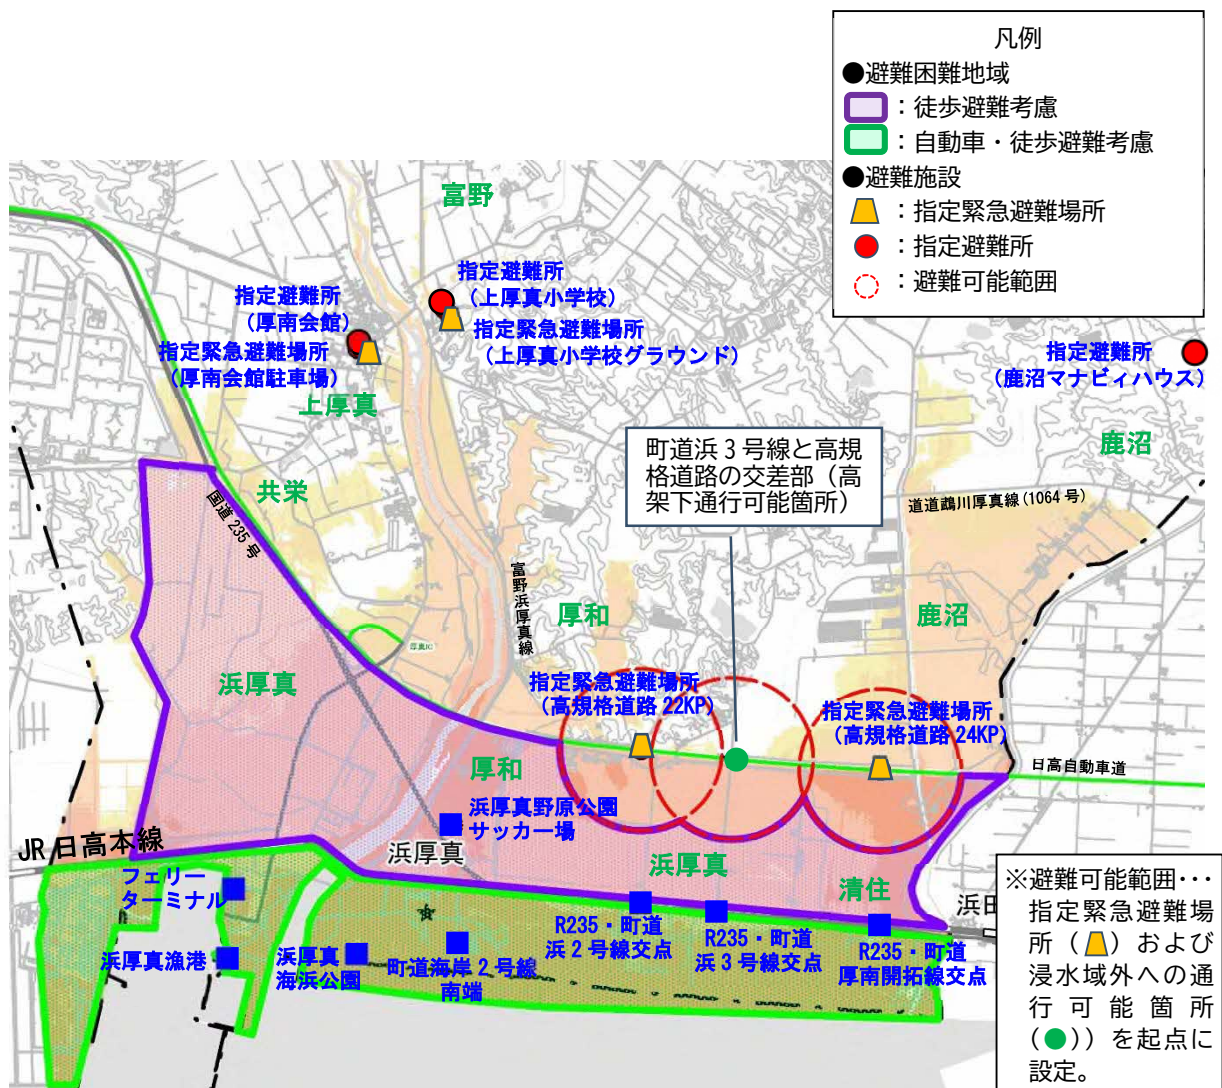 凡例
●避難困難地域
：徒歩避難考慮
：自動車・徒歩避難考慮
●避難施設
：指定緊急避難場所
：指定避難所
：避難可能範囲
富野
指定避難所
（上厚真小学校）
指定避難所
（厚南会館）
指定緊急避難場所
（上厚真小学校グラウンド）
指定緊急避難場所
（厚南会館駐車場）
指定避難所
（鹿沼マナビィハウス）
上厚真
町道浜３号線と高規
格道路の交差部（高
架下通行可能箇所）
鹿沼
共栄
国道 235 号
道道鵡川厚真線(1064 号)
富野浜厚真線
厚和
鹿沼
厚真IC
浜厚真
指定緊急避難場所
（高規格道路 22KP）
指定緊急避難場所
（高規格道路 24KP）
日高自動車道
厚和
浜厚真野原公園
サッカー場
JR 日高本線
浜厚真
浜厚真
清住
フェリー
ターミナル
浜田
R235・町道
浜２号線交点
R235・町道
浜３号線交点
R235・町道
厚南開拓線交点
浜厚真漁港
浜厚真
海浜公園
町道海岸２号線
南端
※避難可能範囲･･･
指定緊急避難場
所（ ）および
浸水域外への通
行可能箇所
（●））を起点に
設定。